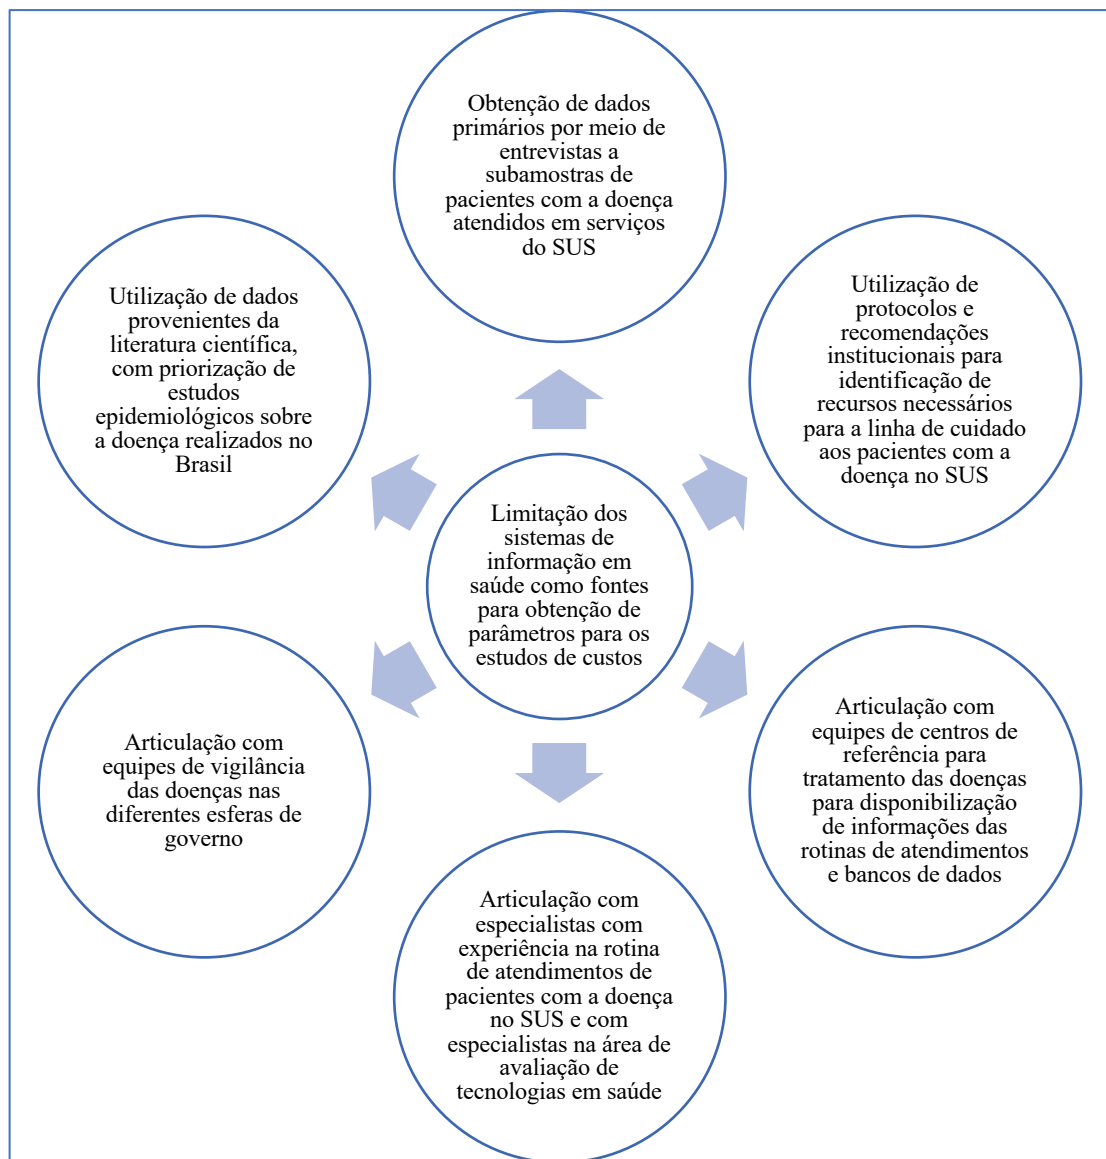 Obtenção de dados
primários por meio de
entrevistas a
subamostras de
pacientes com a doença
atendidos em serviços
do SUS
Utilização de dados
provenientes da
literatura científica,
com priorização de
estudos
epidemiológicos sobre
a doença realizados no
Brasil
Utilização de
protocolos e
recomendações
institucionais para
identificação de
recursos necessários
para a linha de cuidado
aos pacientes com a
doença no SUS
Limitação dos
sistemas de
informação em
saúde como fontes
para obtenção de
parâmetros para os
estudos de custos
Articulação com
equipes de vigilância
das doenças nas
diferentes esferas de
governo
Articulação com
equipes de centros de
referência para
tratamento das doenças
para disponibilização
de informações das
rotinas de atendimentos
e bancos de dados
Articulação com
especialistas com
experiência na rotina
de atendimentos de
pacientes com a doença
no SUS e com
especialistas na área de
avaliação de
tecnologias em saúde